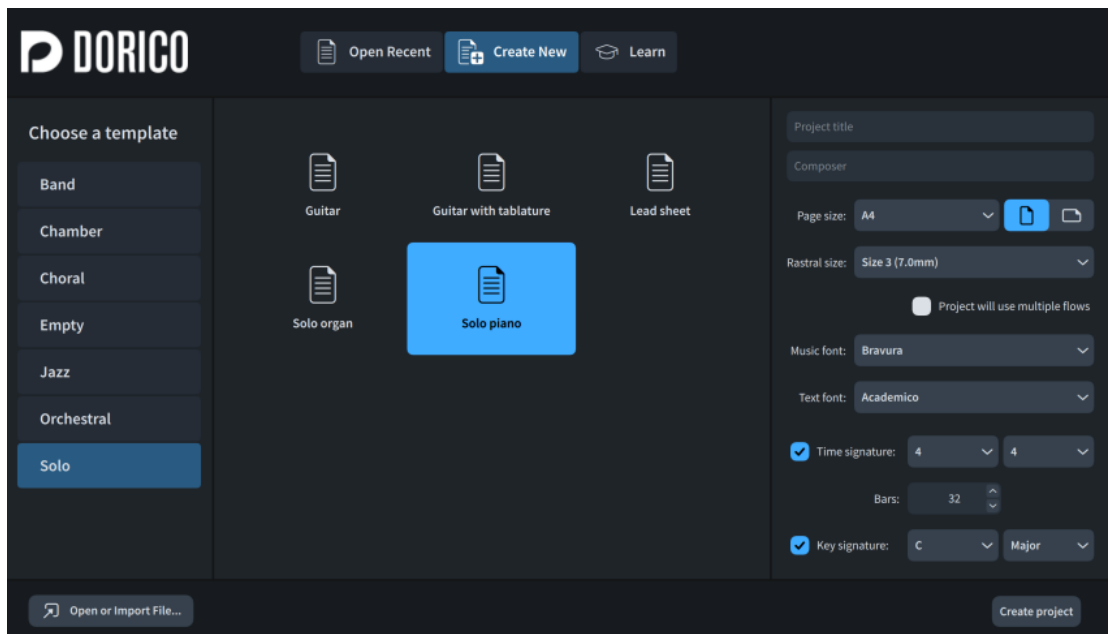 DORICO
Open Recent
Create New
Learn
Choose a template
Band
Chamber
Choral
Empty
Jazz
Orchestral
Solo
Guitar
Guitar with tablature
Lead sheet
Solo organ
Solo piano
Project title
Composer
Page size: A4
Rastral size: Size 3 (7.0mm)
Project will use multiple flows
Music font: Bravura
Text font: Academico
Time signature: 4 4
Bars: 32
Key signature: C Major
Open or Import File...
Create project